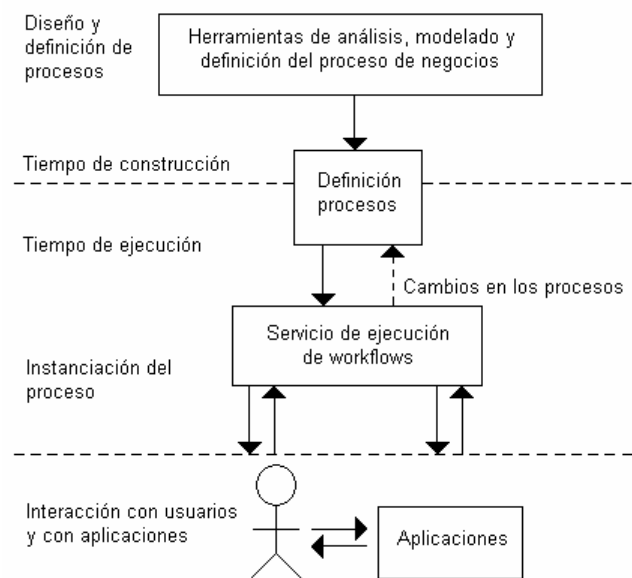 Diseño y
definición de
procesos
Herramientas de análisis, modelado y
definición del proceso de negocios
Tiempo de construcción
Definición
procesos
Tiempo de ejecución
Cambios en los procesos
Servicio de ejecución
de workflows
Instanciación del
proceso
Interacción con usuarios
y con aplicaciones
Aplicaciones